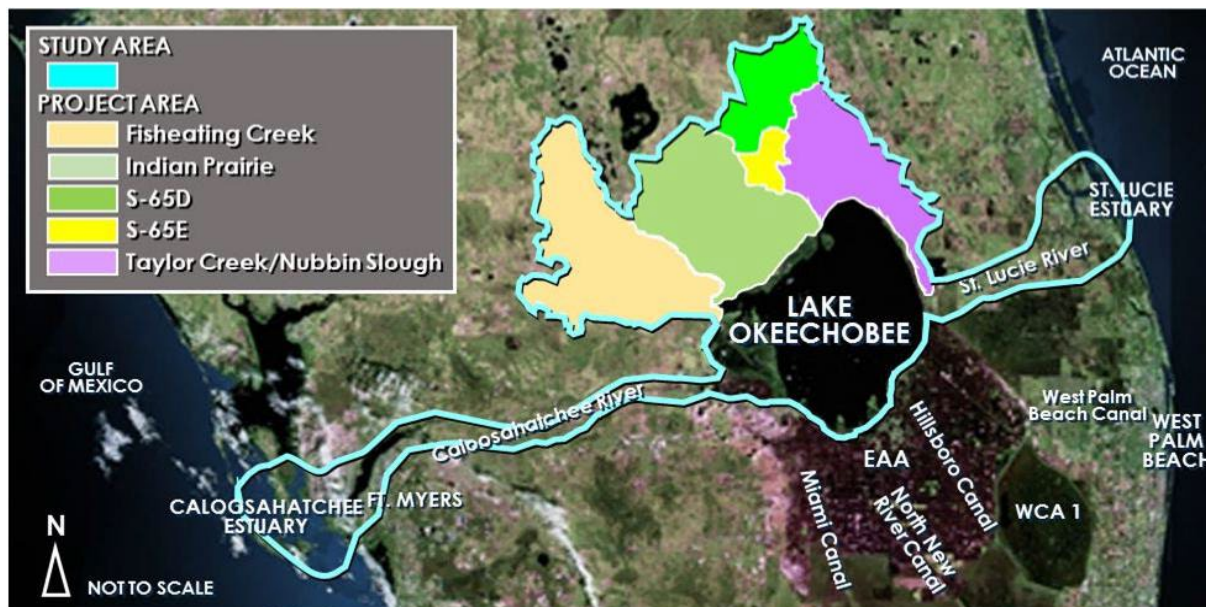 STUDY AREA
PROJECT AREA
Fisheating Creek
Indian Prairie
S-65D
S-65E
Taylor Creek/Nubbin Slough
ATLANTIC
OCEAN
ST. LUCIE
ESTUARY
St. Lucie River
LAKE
OKEECHOBEE
GULF
OF MEXICO
Caloosahatchee River
CALOOSAHATCHEE
ESTUARY
FT. MYERS
West Palm
Beach Canal
WEST
PALM
BEACH
Hillsboro Canal
EAA
WCA 1
North New
River Canal
Miami Canal
N
NOT TO SCALE